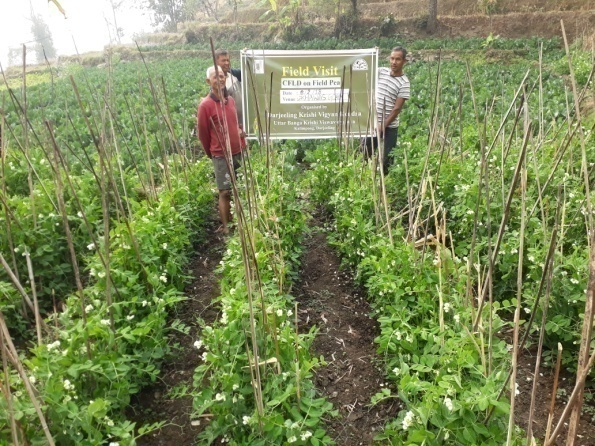 Field Visit
CFLD on Field Pea
Date
Venue
Organized by
Darjeeling Krishi Vigyan Kendra
Uttar Banga Krishi Viswavidyalaya
Kalimpong, Darjeeling